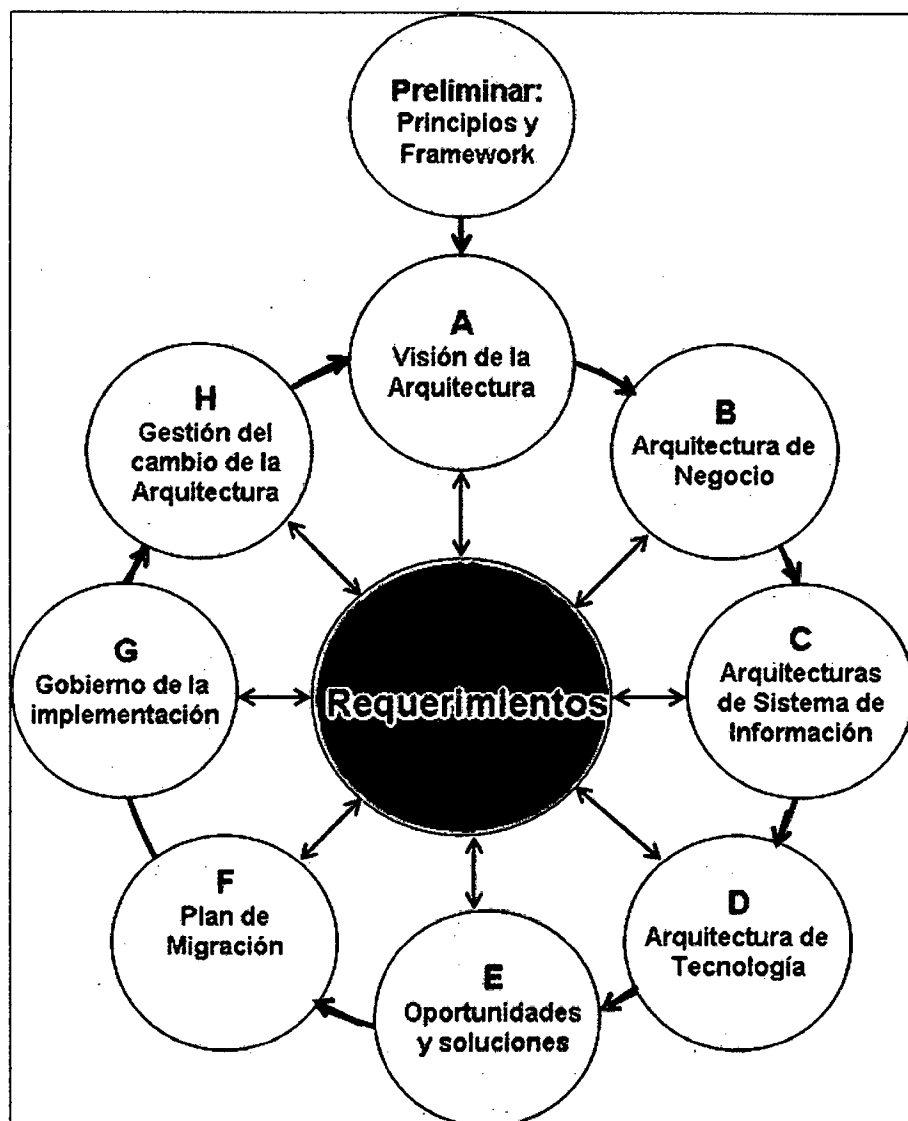 Preliminar:
Principios y
Framework
A
Visión de la
Arquitectura
B
Arquitectura de
Negocio
C
Arquitecturas
de Sistema de
Información
D
Arquitectura de
Tecnología
E
Oportunidades
y soluciones
F
Plan de
Migración
G
Gobierno de la
implementación
H
Gestión del
cambio de la
Arquitectura
Requerimientos